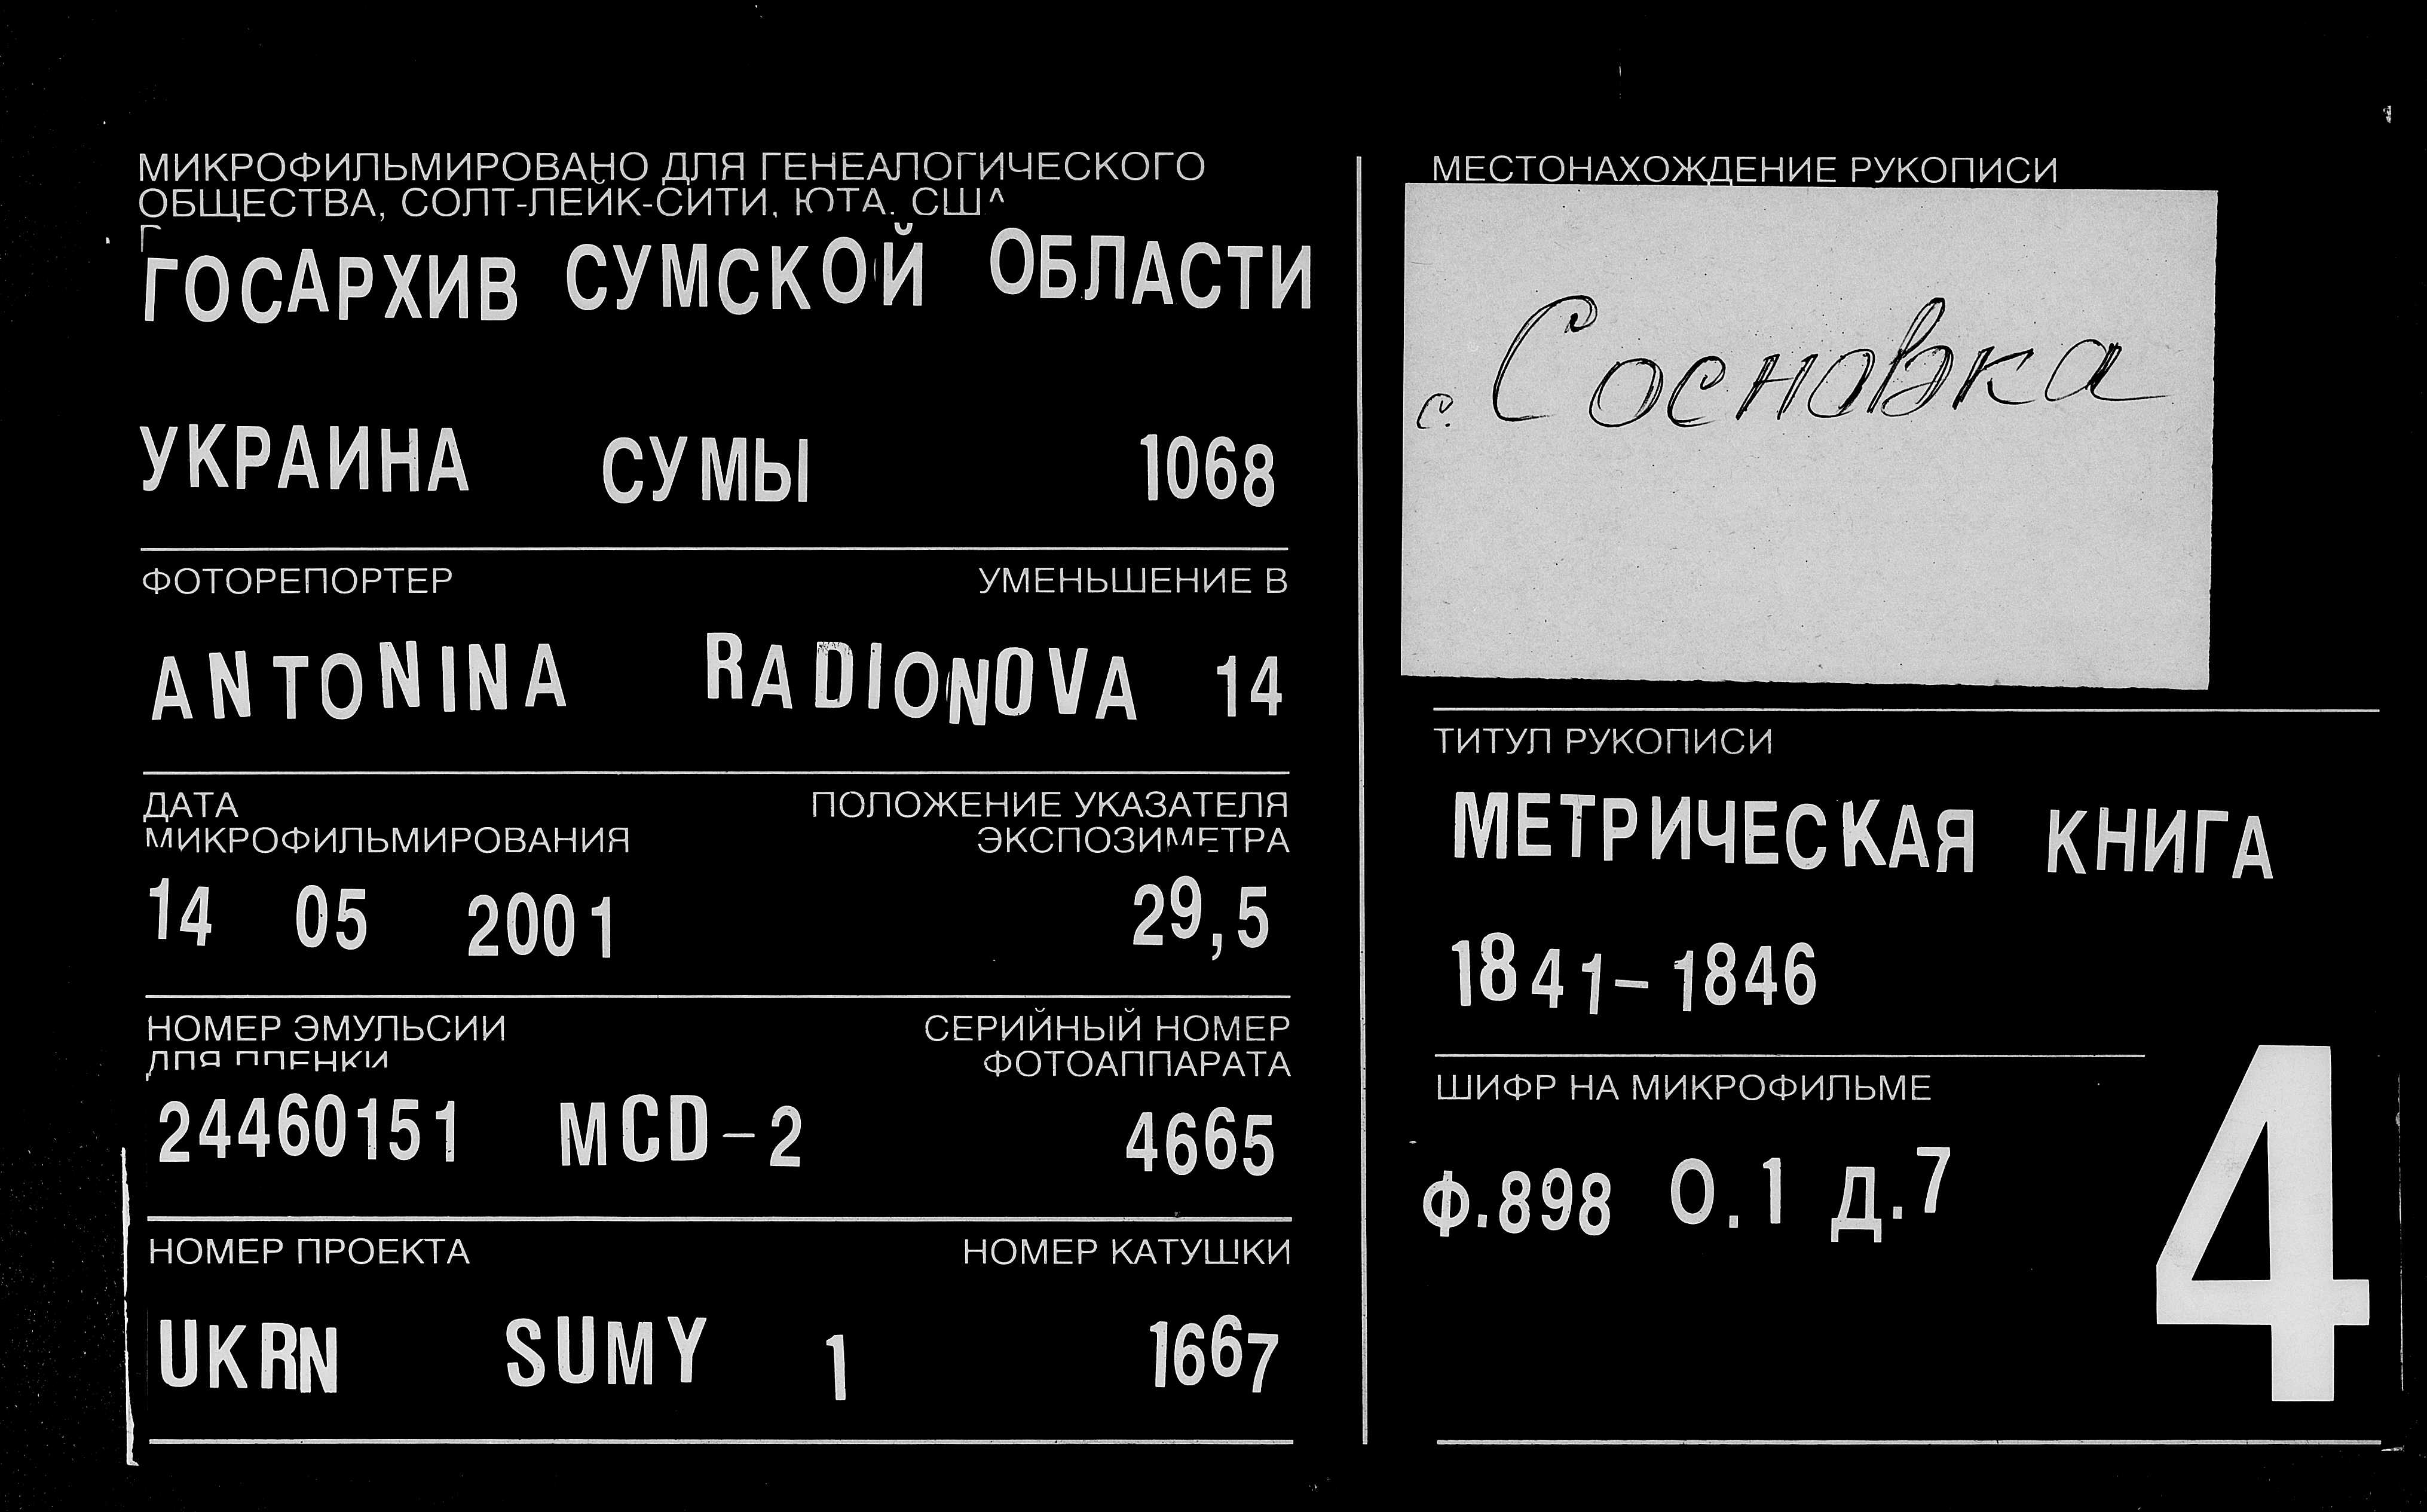 МИКРОФИЛЬМИРОВАНО ДЛЯ ГЕНЕАЛОГИЧЕСКОГО
ОБЩЕСТВА, СОЛТ-ЛЕЙК-СИТИ, ЮТА, США
ГОСАРХИВ СУМСКОЙ ОБЛАСТИ
УКРАИНА СУМЫ 1068
ФОТОРЕПОРТЕР УМЕНЬШЕНИЕ В
ANTONINA RADIONOVA 14
ДАТА ПОЛОЖЕНИЕ УКАЗАТЕЛЯ
МИКРОФИЛЬМИРОВАНИЯ ЭКСПОЗИМЕТРА
14 05 2001 29,5
НОМЕР ЭМУЛЬСИИ СЕРИЙНЫЙ НОМЕР
ДЛЯ ПЛЕНКИ ФОТОАППАРАТА
24460151 MCD-2 4665
НОМЕР ПРОЕКТА НОМЕР КАТУШКИ
UKRN SUMY 1 1667
МЕСТОНАХОЖДЕНИЕ РУКОПИСИ
с. Сосновка
ТИТУЛ РУКОПИСИ
МЕТРИЧЕСКАЯ КНИГА
1841-1846
ШИФР НА МИКРОФИЛЬМЕ
Ф.898 О.1 Д.7
4